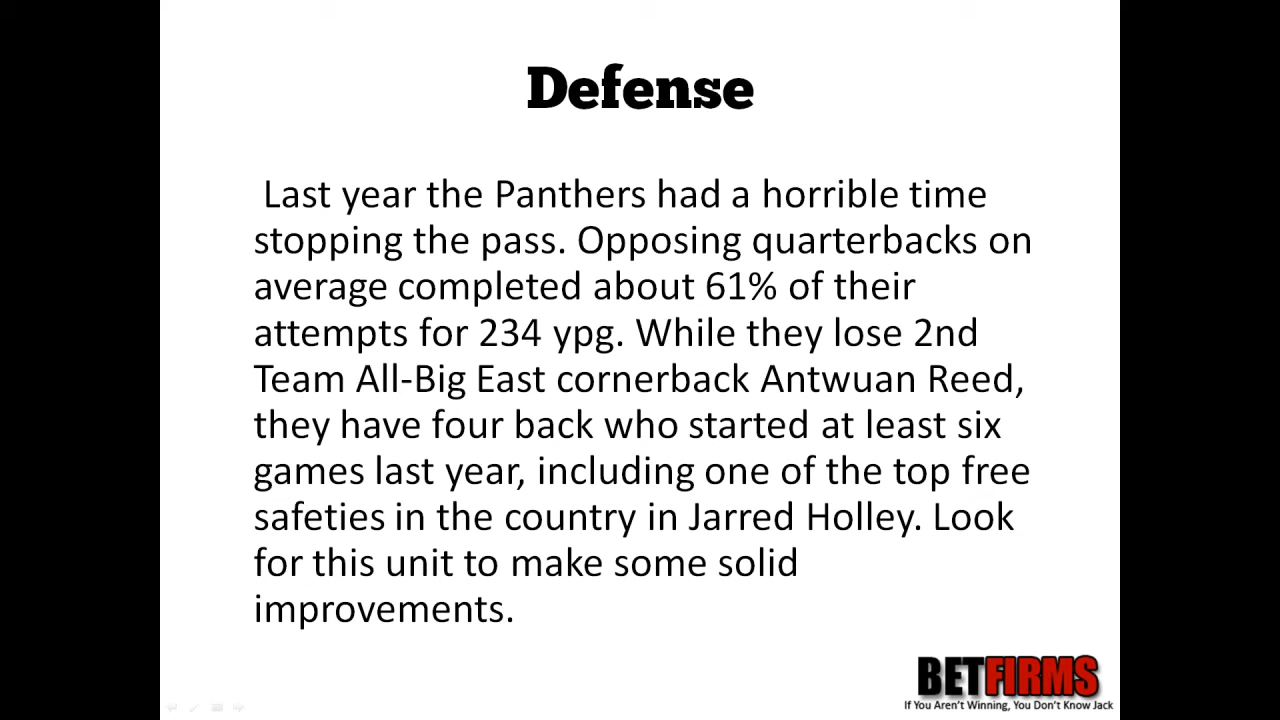 Defense
Last year the Panthers had a horrible time
stopping the pass. Opposing quarterbacks on
average completed about 61% of their
attempts for 234 ypg. While they lose 2nd
Team All-Big East cornerback Antwuan Reed,
they have four back who started at least six
games last year, including one of the top free
safeties in the country in Jarred Holley. Look
for this unit to make some solid
improvements.
BETFIRMS
If You Aren't Winning, You Don't Know Jack